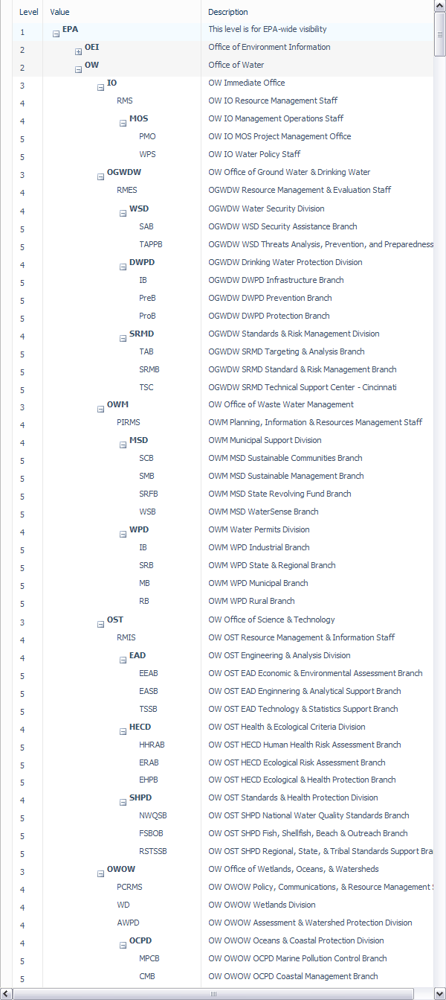 Level Value Description
1 EPA This level is for EPA-wide visibility
2 OEI Office of Environment Information
2 OW Office of Water
3 IO OW Immediate Office
4 RMS OW IO Resource Management Staff
4 MOS OW IO Management Operations Staff
5 PMO OW IO MOS Project Management Office
5 WPS OW IO Water Policy Staff
3 OGWDW OW Office of Ground Water & Drinking Water
4 RMES OGWDW Resource Management & Evaluation Staff
4 WSD OGWDW Water Security Division
5 SAB OGWDW WSD Security Assistance Branch
5 TAPPB OGWDW WSD Threats Analysis, Prevention, and Preparedness
4 DWPD OGWDW Drinking Water Protection Division
5 IB OGWDW DWPD Infrastructure Branch
5 PreB OGWDW DWPD Prevention Branch
5 ProB OGWDW DWPD Protection Branch
4 SRMD OGWDW Standards & Risk Management Division
5 TAB OGWDW SRMD Targeting & Analysis Branch
5 SRMB OGWDW SRMD Standard & Risk Management Branch
5 TSC OGWDW SRMD Technical Support Center - Cincinnati
3 OWM OW Office of Waste Water Management
4 PIRMS OWM Planning, Information & Resources Management Staff
4 MSD OWM Municipal Support Division
5 SCB OWM MSD Sustainable Communities Branch
5 SMB OWM MSD Sustainable Management Branch
5 SRFB OWM MSD State Revolving Fund Branch
5 WSB OWM MSD WaterSense Branch
4 WPD OWM Water Permits Division
5 IB OWM WPD Industrial Branch
5 SRB OWM WPD State & Regional Branch
5 MB OWM WPD Municipal Branch
5 RB OWM WPD Rural Branch
3 OST OW Office of Science & Technology
4 RMIS OW OST Resource Management & Information Staff
4 EAD OW OST Engineering & Analysis Division
5 EEAB OW OST EAD Economic & Environmental Assessment Branch
5 EASB OW OST EAD Enginnering & Analytical Support Branch
5 TSSB OW OST EAD Technology & Statistics Support Branch
4 HECD OW OST Health & Ecological Criteria Division
5 HHRAB OW OST HECD Human Health Risk Assessment Branch
5 ERAB OW OST HECD Ecological Risk Assessment Branch
5 EHPB OW OST HECD Ecological & Health Protection Branch
4 SHPD OW OST Standards & Health Protection Division
5 NWQSB OW OST SHPD National Water Quality Standards Branch
5 FSBOB OW OST SHPD Fish, Shellfish, Beach & Outreach Branch
5 RSTSSB OW OST SHPD Regional, State, & Tribal Standards Support Bra
3 OWOW OW Office of Wetlands, Oceans, & Watersheds
4 PCRMS OW OWOW Policy, Communications, & Resource Management S
4 WD OW OWOW Wetlands Division
4 AWPD OW OWOW Assessment & Watershed Protection Division
4 OCPD OW OWOW Oceans & Coastal Protection Division
5 MPCB OW OWOW OCPD Marine Pollution Control Branch
5 CMB OW OWOW OCPD Coastal Management Branch